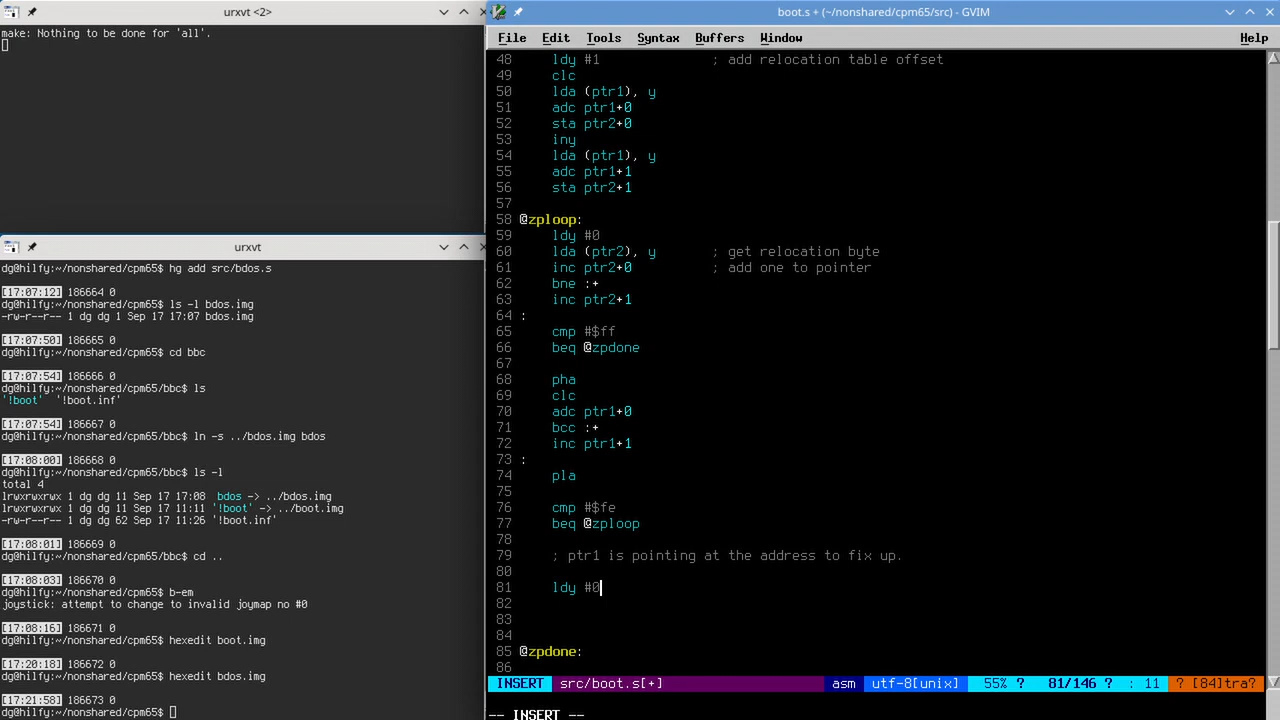 urxvt <2>
make: Nothing to be done for 'all'.
urxvt
dg@hilfy:~/nonshared/cpm65$ hg add src/bdos.s
[17:07:12] 186664 0
dg@hilfy:~/nonshared/cpm65$ ls -l bdos.img
-rw-r--r-- 1 dg dg 1 Sep 17 17:07 bdos.img
[17:07:50] 186665 0
dg@hilfy:~/nonshared/cpm65$ cd bbc
[17:07:54] 186666 0
dg@hilfy:~/nonshared/cpm65/bbc$ ls
'!boot'  '!boot.inf'
[17:07:54] 186667 0
dg@hilfy:~/nonshared/cpm65/bbc$ ln -s ../bdos.img bdos
[17:08:00] 186668 0
dg@hilfy:~/nonshared/cpm65/bbc$ ls -l
total 4
lrwxrwxrwx 1 dg dg 11 Sep 17 17:08  bdos -> ../bdos.img
lrwxrwxrwx 1 dg dg 11 Sep 17 11:11 '!boot' -> ../boot.img
-rw-r--r-- 1 dg dg 62 Sep 17 11:26 '!boot.inf'
[17:08:01] 186669 0
dg@hilfy:~/nonshared/cpm65/bbc$ cd ..
[17:08:03] 186670 0
dg@hilfy:~/nonshared/cpm65$ b-em
joystick: attempt to change to invalid joymap no #0
[17:08:16] 186671 0
dg@hilfy:~/nonshared/cpm65$ hexedit boot.img
[17:20:18] 186672 0
dg@hilfy:~/nonshared/cpm65$ hexedit bdos.img
[17:21:58] 186673 0
dg@hilfy:~/nonshared/cpm65$
boot.s + (~/nonshared/cpm65/src) - GVIM
File Edit Tools Syntax Buffers Window Help
48 ldy #1 ; add relocation table offset
49 clc
50 lda (ptr1), y
51 adc ptr1+0
52 sta ptr2+0
53 iny
54 lda (ptr1), y
55 adc ptr1+1
56 sta ptr2+1
57
58 @zploop:
59 ldy #0
60 lda (ptr2), y ; get relocation byte
61 inc ptr2+0 ; add one to pointer
62 bne :+
63 inc ptr2+1
64 :
65 cmp #$ff
66 beq @zpdone
67
68 pha
69 clc
70 adc ptr1+0
71 bcc :+
72 inc ptr1+1
73 :
74 pla
75
76 cmp #$fe
77 beq @zploop
78
79 ; ptr1 is pointing at the address to fix up.
80
81 ldy #0
82
83
84
85 @zpdone:
86
INSERT src/boot.s[+] asm utf-8[unix] 55% ? 81/146 ? : 11 ? [84]tra?
-- INSERT --